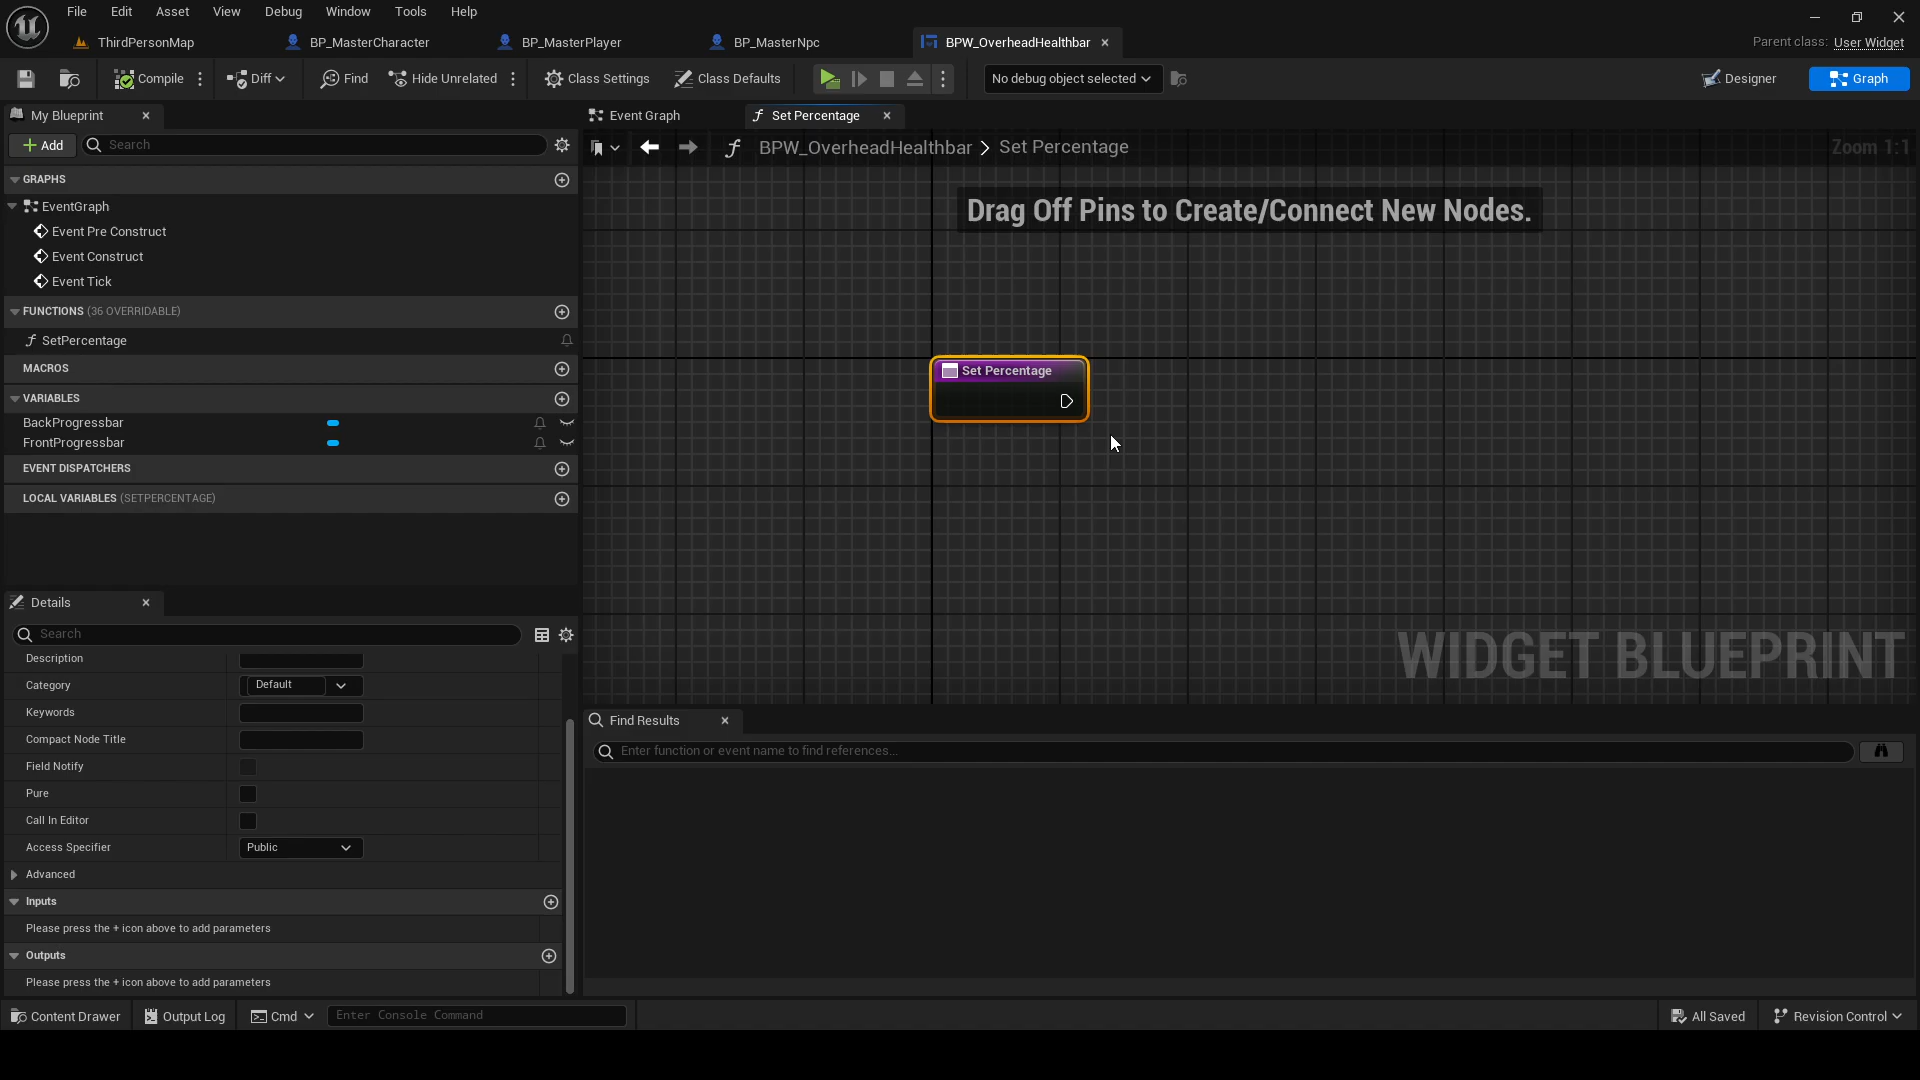 File Edit Asset View Debug Window Tools Help
ThirdPersonMap BP_MasterCharacter BP_MasterPlayer BP_MasterNpc BPW_OverheadHealthbar Parent class: User Widget
Compile Diff Find Hide Unrelated Class Settings Class Defaults No debug object selected Designer Graph
My Blueprint
Add Search
GRAPHS
EventGraph
Event Pre Construct
Event Construct
Event Tick
FUNCTIONS (36 OVERRIDABLE)
SetPercentage
MACROS
VARIABLES
BackProgressbar
FrontProgressbar
EVENT DISPATCHERS
LOCAL VARIABLES (SETPERCENTAGE)
Details
Search
Description
Category Default
Keywords
Compact Node Title
Field Notify
Pure
Call In Editor
Access Specifier Public
Advanced
Inputs
Please press the + icon above to add parameters
Outputs
Please press the + icon above to add parameters
Event Graph Set Percentage
BPW_OverheadHealthbar > Set Percentage Zoom 1:1
Drag Off Pins to Create/Connect New Nodes.
Set Percentage
WIDGET BLUEPRINT
Find Results
Enter function or event name to find references...
Content Drawer Output Log Cmd Enter Console Command All Saved Revision Control